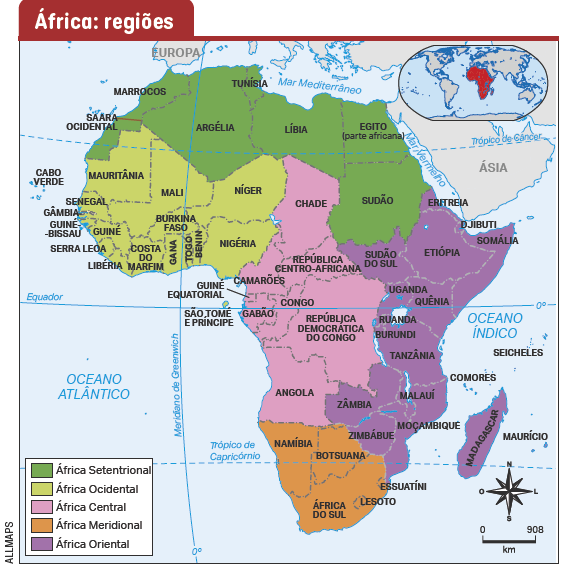 África: regiões
EUROPA
MARROCOS
TUNÍSIA
Mar Mediterrâneo
SAARA
OCIDENTAL
ARGÉLIA
LÍBIA
EGITO
(parte africana)
Mar Vermelho
Trópico de Câncer
ÁSIA
CABO
VERDE
MAURITÂNIA
MALI
NÍGER
CHADE
SUDÃO
ERITREIA
SENEGAL
GÂMBIA
GUINÉ
-BISSAU
GUINÉ
BURKINA
FASO
DJIBUTI
SOMÁLIA
SERRA LEOA
LIBÉRIA
COSTA
DO
MARFIM
GANA
TOGO
BENIN
NIGÉRIA
SUDÃO
DO SUL
ETIÓPIA
REPÚBLICA
CENTRO-AFRICANA
CAMARÕES
GUINÉ
EQUATORIAL
UGANDA
QUÊNIA
Equador
0º
CONGO
SÃO TOMÉ
E PRÍNCIPE
GABÃO
REPÚBLICA
DEMOCRÁTICA
DO CONGO
RUANDA
BURUNDI
OCEANO
ÍNDICO
TANZÂNIA
SEICHELES
Meridiano de Greenwich
OCEANO
ATLÂNTICO
COMORES
ANGOLA
MALAUÍ
ZÂMBIA
MOÇAMBIQUE
ZIMBÁBUE
MADAGASCAR
MAURÍCIO
Trópico de
Capricórnio
NAMÍBIA
BOTSUANA
ESSUATÍNI
LESOTO
ÁFRICA
DO SUL
África Setentrional
África Ocidental
África Central
África Meridional
África Oriental
N
O
L
S
0
908
km
0º
ALLMAPS